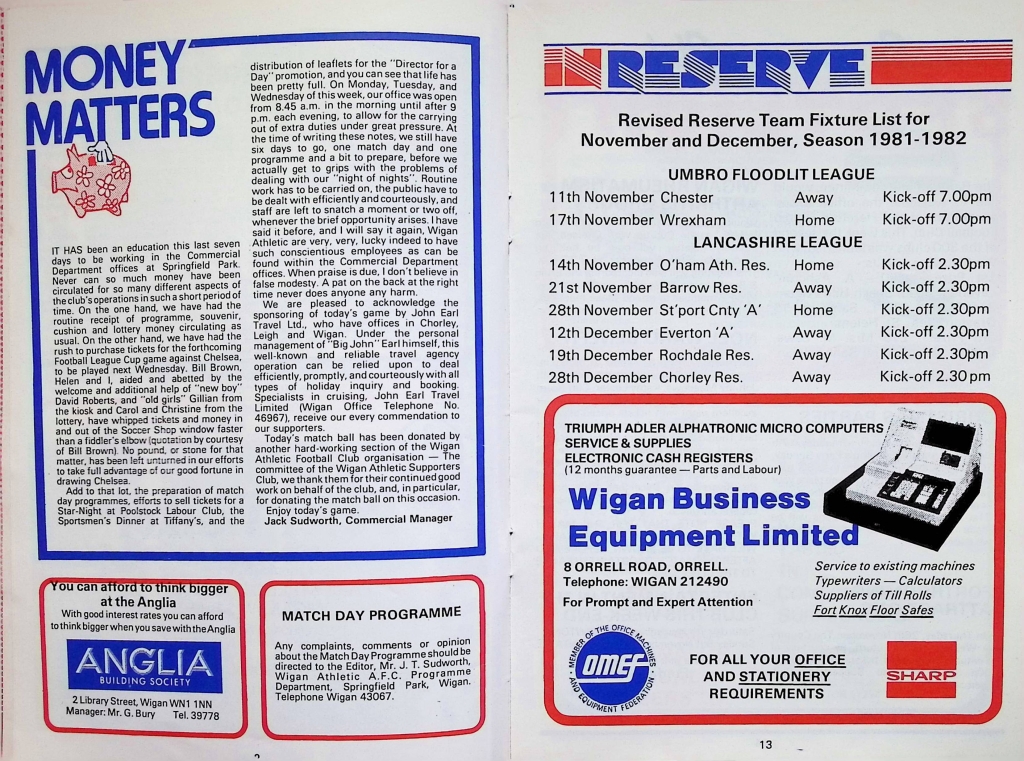 MONEY
MATTERS
IT HAS been an education this last seven
days to be working in the Commercial
Department offices at Springfield Park.
Never can so much money have been
circulated for so many different aspects of
the club's operations in such a short period of
time. On the one hand, we have had the
routine receipt of programme, souvenir,
cushion and lottery money circulating as
usual. On the other hand, we have had the
rush to purchase tickets for the forthcoming
Football League Cup game against Chelsea,
to be played next Wednesday. Bill Brown,
Helen and I, aided and abetted by the
welcome and additional help of "new boy"
David Roberts, and "old girls" Gillian from
the kiosk and Carol and Christine from the
lottery, have whipped tickets and money in
and out of the Soccer Shop window faster
than a fiddler's elbow (quotation by courtesy
of Bill Brown). No pound, or stone for that
matter, has been left unturned in our efforts
to take full advantage of our good fortune in
drawing Chelsea.
Add to that lot, the preparation of match
day programmes, efforts to sell tickets for a
Star-Night at Poolstock Labour Club, the
Sportsmen's Dinner at Tiffany's, and the
distribution of leaflets for the "Director for a
Day" promotion, and you can see that life has
been pretty full. On Monday, Tuesday, and
Wednesday of this week, our office was open
from 8.45 a.m. in the morning until after 9
p.m. each evening, to allow for the carrying
out of extra duties under great pressure. At
the time of writing these notes, we still have
six days to go, one match day and one
programme and a bit to prepare, before we
actually get to grips with the problems of
dealing with our "night of nights". Routine
work has to be carried on, the public have to
be dealt with efficiently and courteously, and
staff are left to snatch a moment or two off,
whenever the brief opportunity arises. I have
said it before, and I will say it again, Wigan
Athletic are very, very, lucky indeed to have
such conscientious employees as can be
found within the Commercial Department
offices. When praise is due, I don't believe in
false modesty. A pat on the back at the right
time never does anyone any harm.
We are pleased to acknowledge the
sponsoring of today's game by John Earl
Travel Ltd., who have offices in Chorley,
Leigh and Wigan. Under the personal
management of "Big John" Earl himself, this
well-known and reliable travel agency
operation can be relied upon to deal
efficiently, promptly, and courteously with all
types of holiday inquiry and booking.
Specialists in cruising, John Earl Travel
Limited (Wigan Office Telephone No.
46967), receive our every commendation to
our supporters.
Today's match ball has been donated by
another hard-working section of the Wigan
Athletic Football Club organisation — The
committee of the Wigan Athletic Supporters
Club, we thank them for their continued good
work on behalf of the club, and, in particular,
for donating the match ball on this occasion.
Enjoy today's game.
Jack Sudworth, Commercial Manager
You can afford to think bigger
at the Anglia
With good interest rates you can afford
to think bigger when you save with the Anglia
ANGLIA
BUILDING SOCIETY
2 Library Street, Wigan WN1 1NN
Manager: Mr. G. Bury Tel. 39778
MATCH DAY PROGRAMME
Any complaints, comments or opinion
about the Match Day Programme should be
directed to the Editor, Mr. J. T. Sudworth,
Wigan Athletic A.F.C. Programme
Department, Springfield Park, Wigan.
Telephone Wigan 43067.
IN RESERVE
Revised Reserve Team Fixture List for
November and December, Season 1981-1982
UMBRO FLOODLIT LEAGUE
11th November Chester Away Kick-off 7.00pm
17th November Wrexham Home Kick-off 7.00pm
LANCASHIRE LEAGUE
14th November O'ham Ath. Res. Home Kick-off 2.30pm
21st November Barrow Res. Away Kick-off 2.30pm
28th November St'port Cnty 'A' Home Kick-off 2.30pm
12th December Everton 'A' Away Kick-off 2.30pm
19th December Rochdale Res. Away Kick-off 2.30pm
28th December Chorley Res. Away Kick-off 2.30pm
TRIUMPH ADLER ALPHATRONIC MICRO COMPUTERS
SERVICE & SUPPLIES
ELECTRONIC CASH REGISTERS
(12 months guarantee — Parts and Labour)
Wigan Business
Equipment Limited
8 ORRELL ROAD, ORRELL.
Telephone: WIGAN 212490
For Prompt and Expert Attention
Service to existing machines
Typewriters — Calculators
Suppliers of Till Rolls
Fort Knox Floor Safes
MEMBER OF THE OFFICE MACHINES
omef
AND EQUIPMENT FEDERATION
FOR ALL YOUR OFFICE
AND STATIONERY
REQUIREMENTS
SHARP
13